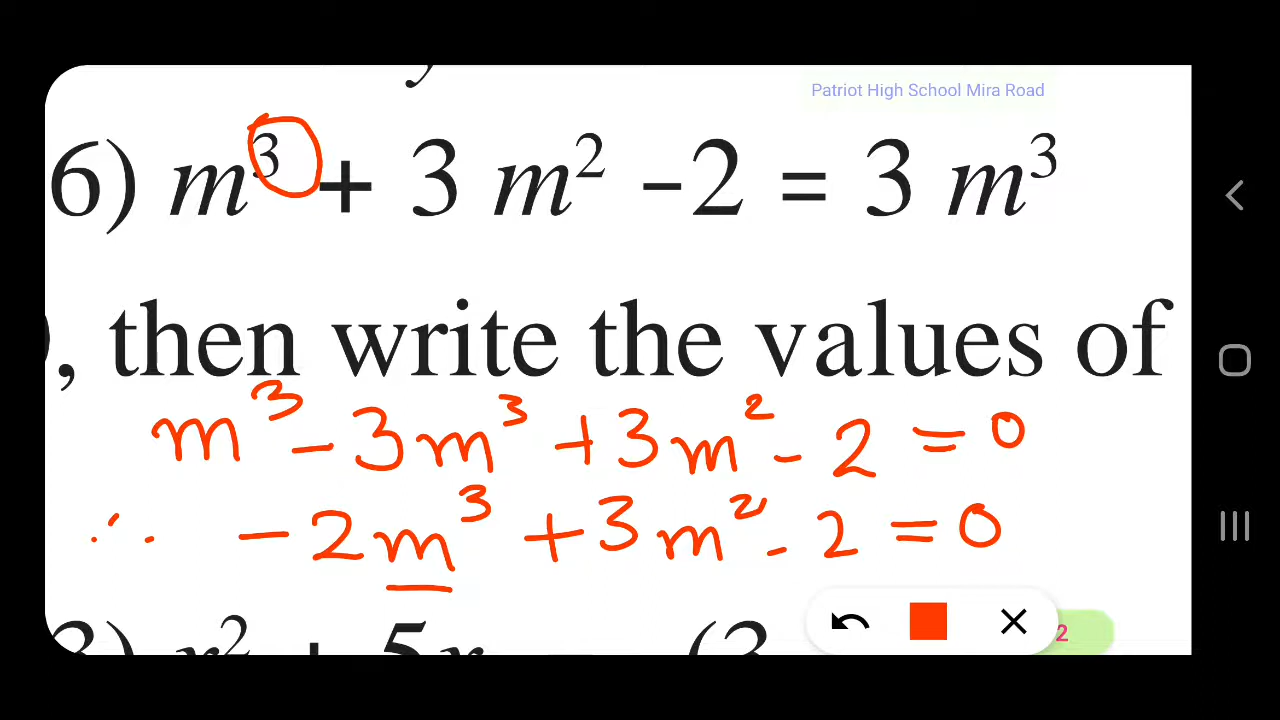 Patriot High School Mira Road
6) m³ + 3 m² -2 = 3 m³
, then write the values of
m³ - 3m³ + 3m² - 2 = 0
∴ - 2m³ + 3m² - 2 = 0
2